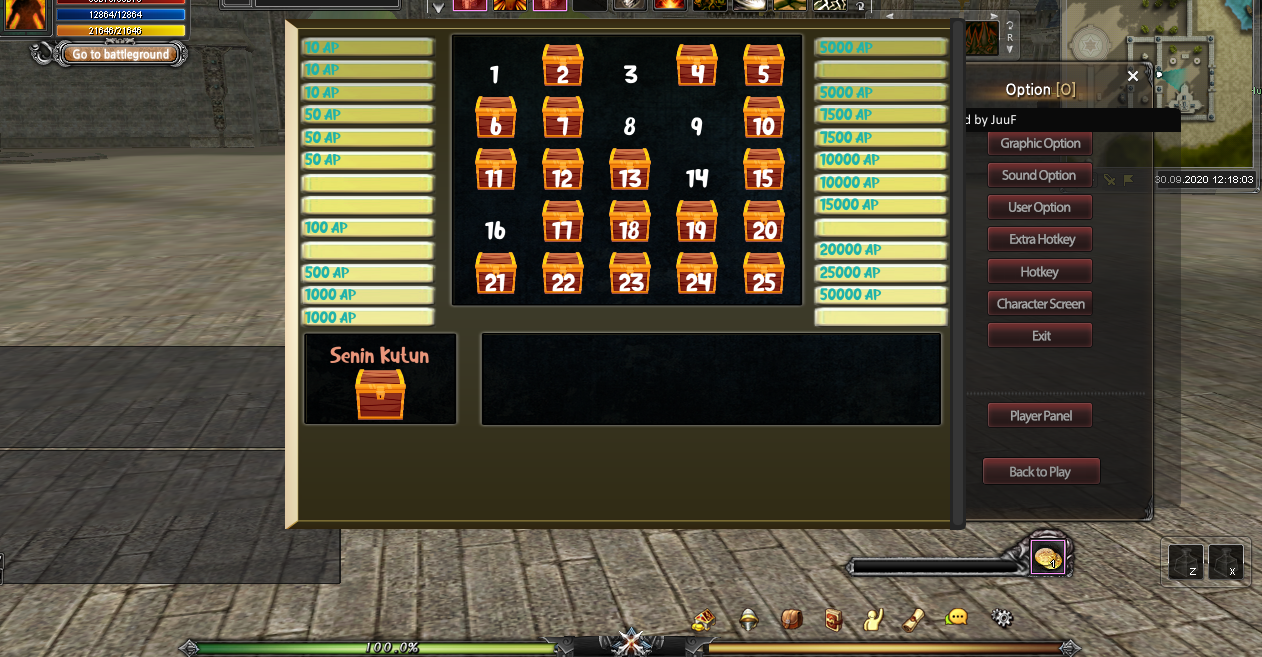 12864/12864
21646/21646
Go to battleground
10 AP
10 AP
10 AP
50 AP
50 AP
50 AP
100 AP
500 AP
1000 AP
1000 AP
1 2 3 4 5
6 7 8 9 10
11 12 13 14 15
16 17 18 19 20
21 22 23 24 25
5000 AP
5000 AP
7500 AP
7500 AP
10000 AP
10000 AP
15000 AP
20000 AP
25000 AP
50000 AP
Senin Kutun
R
Option [O]
d by JuuF
Graphic Option
Sound Option
User Option
Extra Hotkey
Hotkey
Character Screen
Exit
Player Panel
Back to Play
30.09.2020 12:18:03
1
Z
X
100.0%